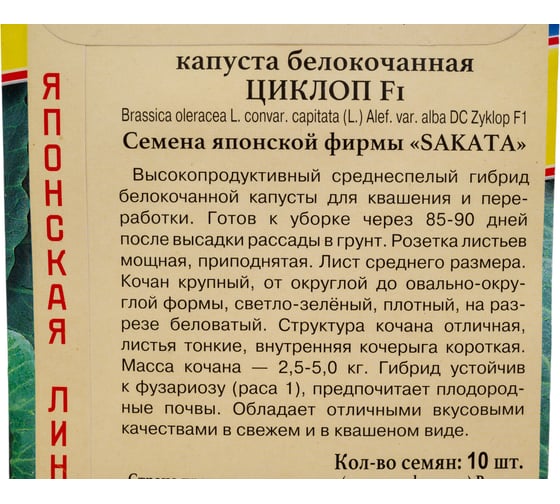 капуста белокочанная
ЦИКЛОП F1
Brassica oleracea L. convar. capitata (L.) Alef. var. alba DC Zyklop F1
Семена японской фирмы «SAKATA»
Высокопродуктивный среднеспелый гибрид
белокочанной капусты для квашения и пере-
работки. Готов к уборке через 85-90 дней
после высадки рассады в грунт. Розетка листьев
мощная, приподнятая. Лист среднего размера.
Кочан крупный, от округлой до овально-окру-
глой формы, светло-зелёный, плотный, на раз-
резе беловатый. Структура кочана отличная,
листья тонкие, внутренняя кочерыга короткая.
Масса кочана — 2,5-5,0 кг. Гибрид устойчив
к фузариозу (раса 1), предпочитает плодород-
ные почвы. Обладает отличными вкусовыми
качествами в свежем и в квашеном виде.
Кол-во семян: 10 шт.
ЯПОНСКАЯ ЛИН